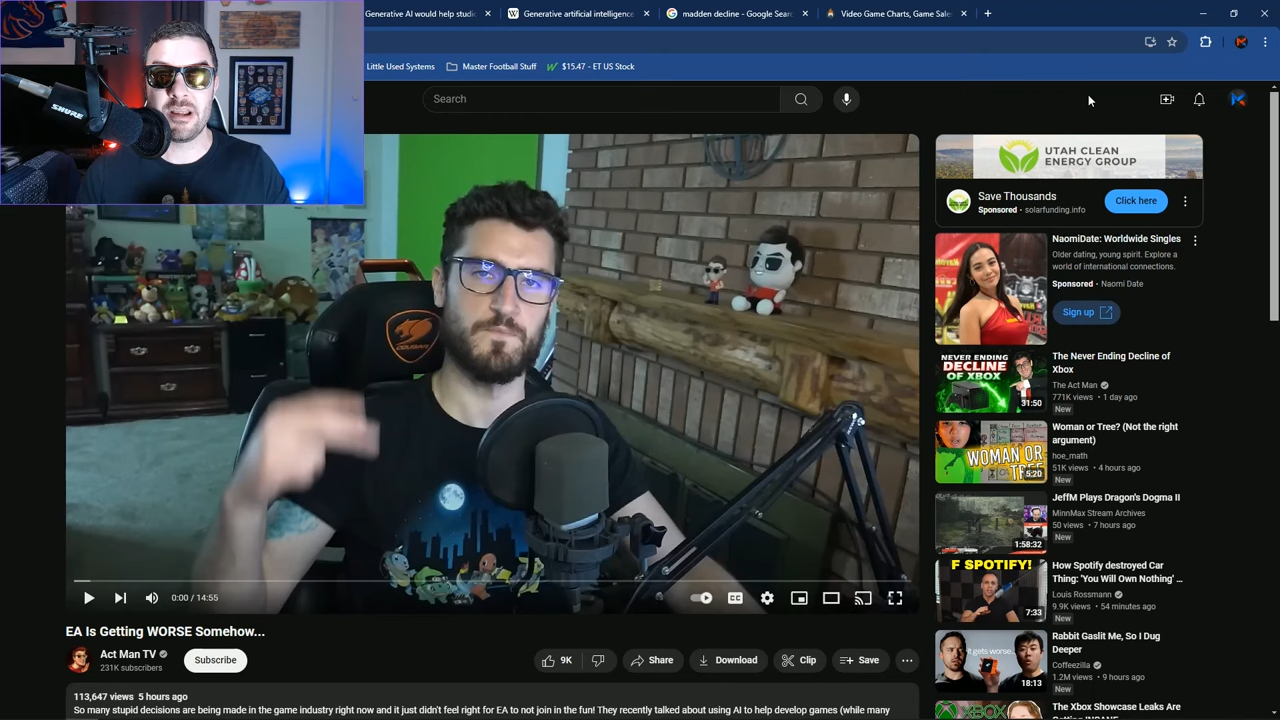 Generative AI would help studi
Generative artificial intelligence
madden decline - Google Sear
Video Game Charts, Game Sale
Little Used Systems
Master Football Stuff
$15.47 - ET US Stock
SHURE
Search
UTAH CLEAN
ENERGY GROUP
Save Thousands
Sponsored • solarfunding.info
Click here
NaomiDate: Worldwide Singles
Older dating, young spirit. Explore a
world of international connections.
Sponsored • Naomi Date
Sign up
COUGAR
NEVER ENDING
DECLINE
OF XBOX
31:50
The Never Ending Decline of
Xbox
The Act Man
771K views • 1 day ago
New
WOMAN OR
TREE?
5:20
Woman or Tree? (Not the right
argument)
hoe_math
51K views • 4 hours ago
New
1:58:32
JeffM Plays Dragon's Dogma II
MinnMax Stream Archives
50 views • 7 hours ago
New
F SPOTIFY!
7:33
How Spotify destroyed Car
Thing: 'You Will Own Nothing' ...
Louis Rossmann
9.9K views • 54 minutes ago
New
it gets worse..
18:13
Rabbit Gaslit Me, So I Dug
Deeper
Coffeezilla
1.2M views • 9 hours ago
New
XBOX
The Xbox Showcase Leaks Are
0:00 / 14:55
CC
EA Is Getting WORSE Somehow...
Act Man TV
231K subscribers
Subscribe
9K
Share
Download
Clip
Save
113,647 views 5 hours ago
So many stupid decisions are being made in the game industry right now and it just didn't feel right for EA to not join in the fun! They recently talked about using AI to help develop games (while many